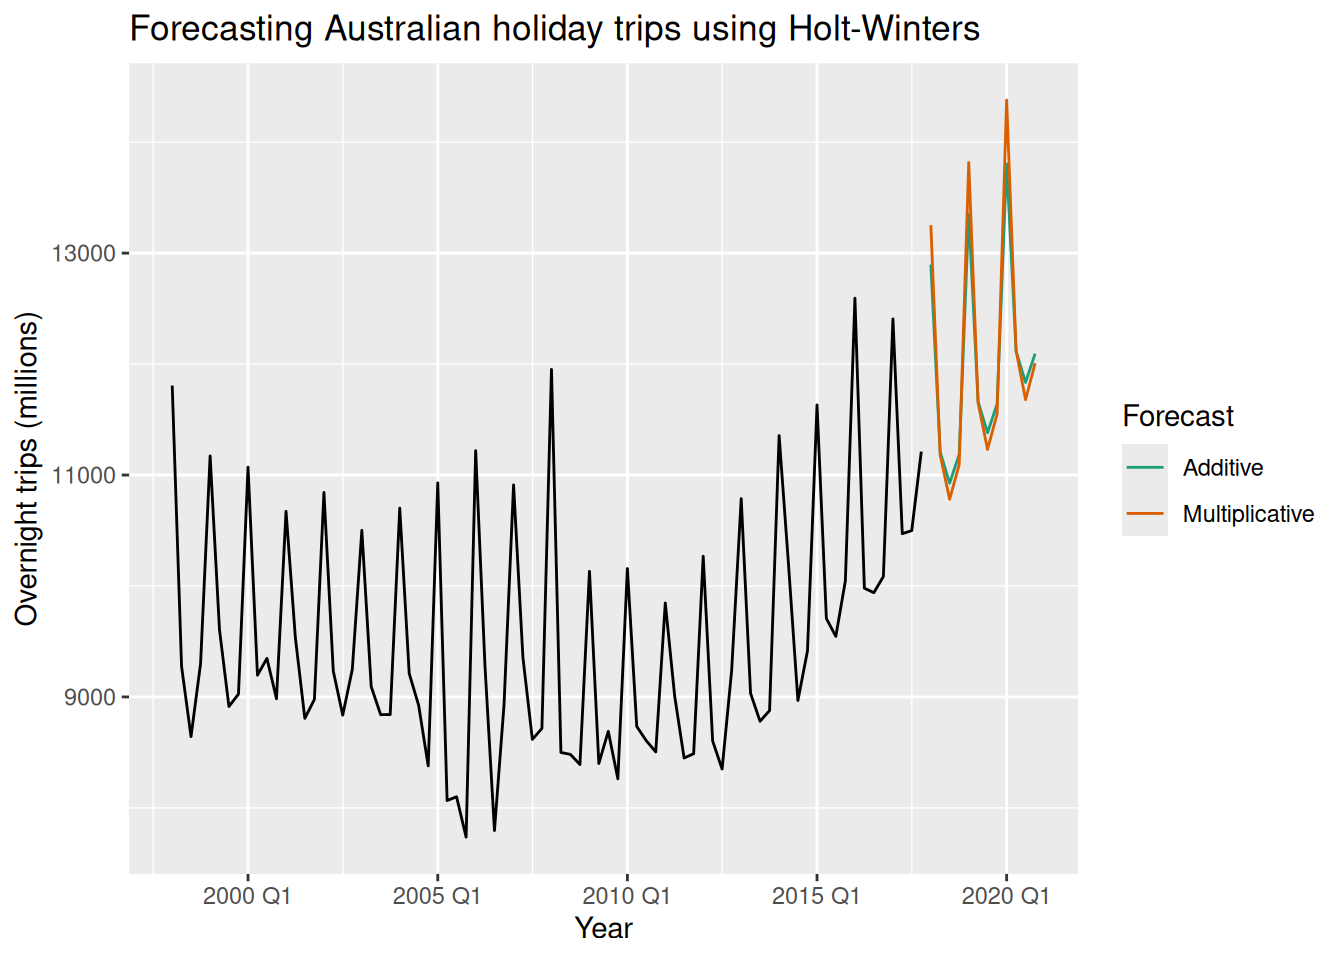 Forecasting Australian holiday trips using Holt-Winters
Overnight trips (millions)
13000
11000
9000
2000 Q1
2005 Q1
2010 Q1
2015 Q1
2020 Q1
Year
Forecast
Additive
Multiplicative